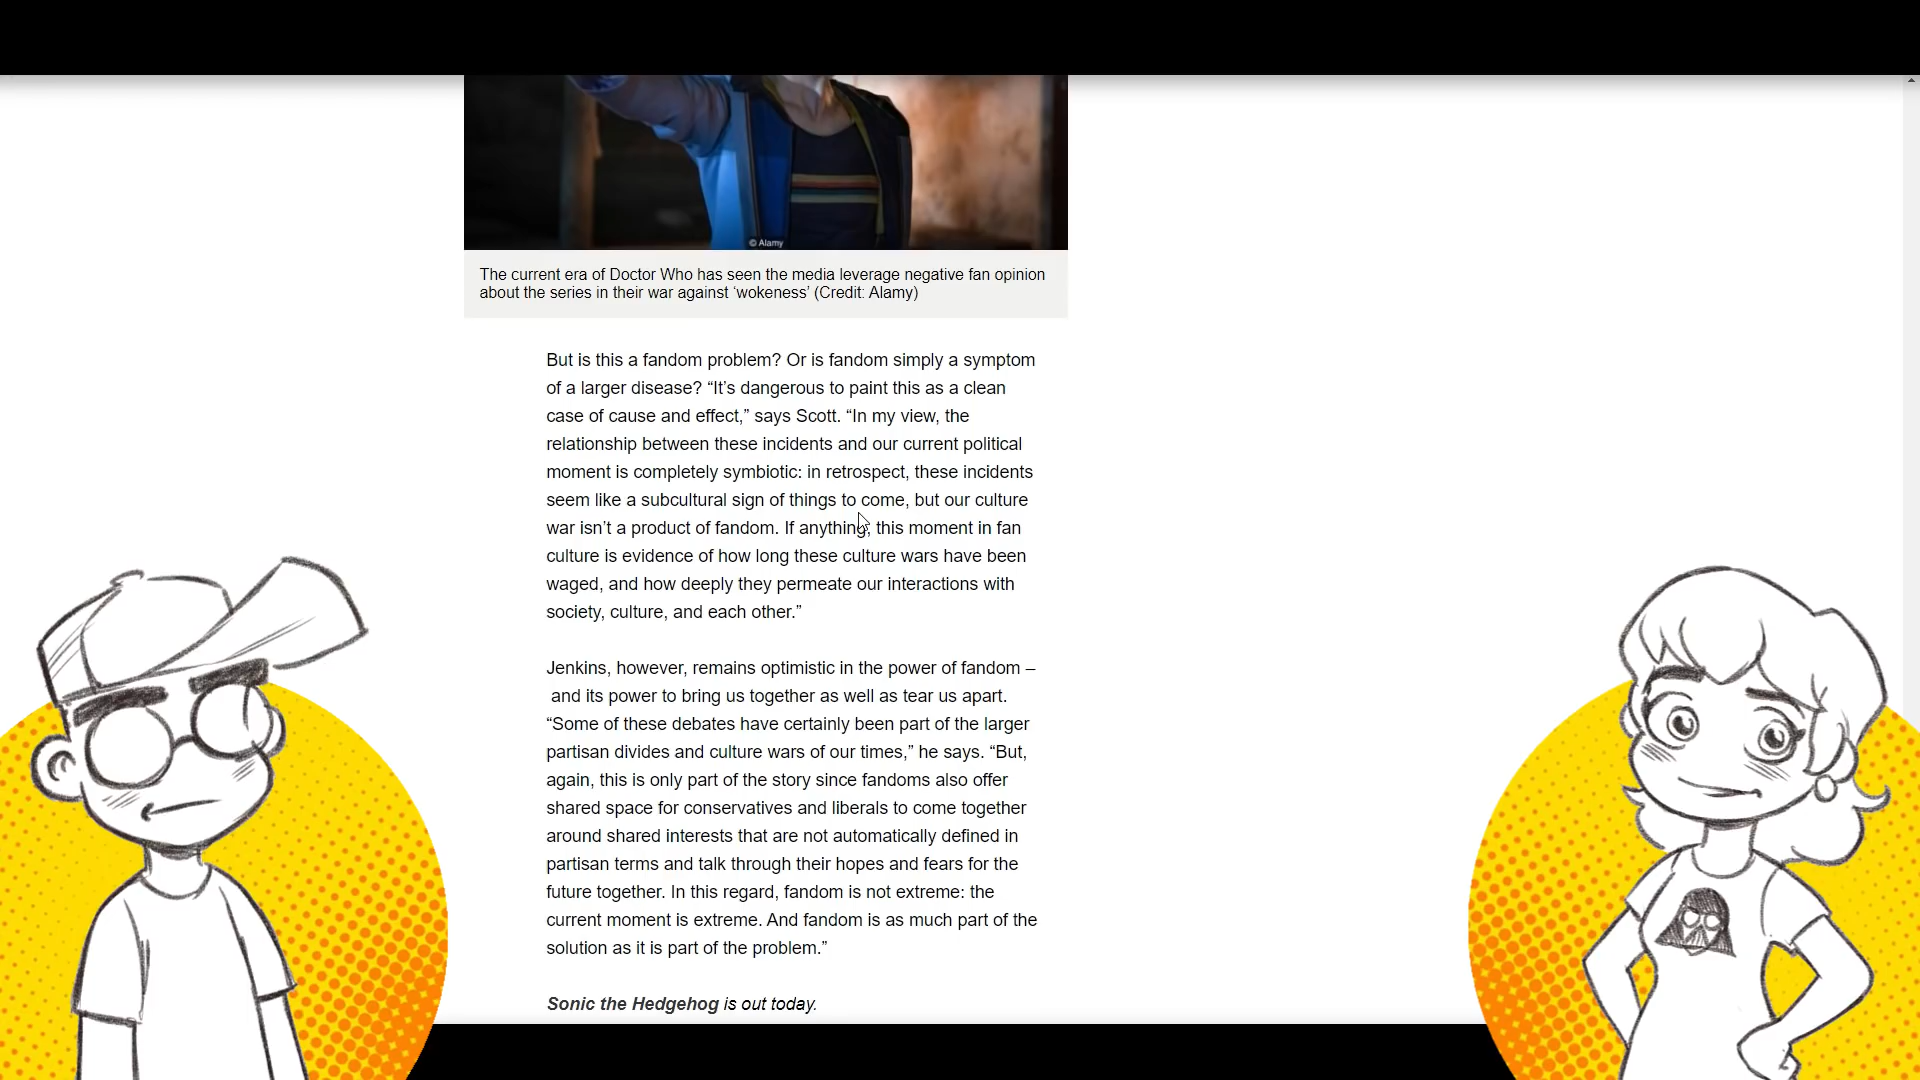 © Alamy
The current era of Doctor Who has seen the media leverage negative fan opinion
about the series in their war against ‘wokeness’ (Credit: Alamy)
But is this a fandom problem? Or is fandom simply a symptom
of a larger disease? “It’s dangerous to paint this as a clean
case of cause and effect,” says Scott. “In my view, the
relationship between these incidents and our current political
moment is completely symbiotic: in retrospect, these incidents
seem like a subcultural sign of things to come, but our culture
war isn’t a product of fandom. If anything, this moment in fan
culture is evidence of how long these culture wars have been
waged, and how deeply they permeate our interactions with
society, culture, and each other.”
Jenkins, however, remains optimistic in the power of fandom –
and its power to bring us together as well as tear us apart.
“Some of these debates have certainly been part of the larger
partisan divides and culture wars of our times,” he says. “But,
again, this is only part of the story since fandoms also offer
shared space for conservatives and liberals to come together
around shared interests that are not automatically defined in
partisan terms and talk through their hopes and fears for the
future together. In this regard, fandom is not extreme: the
current moment is extreme. And fandom is as much part of the
solution as it is part of the problem.”
Sonic the Hedgehog is out today.